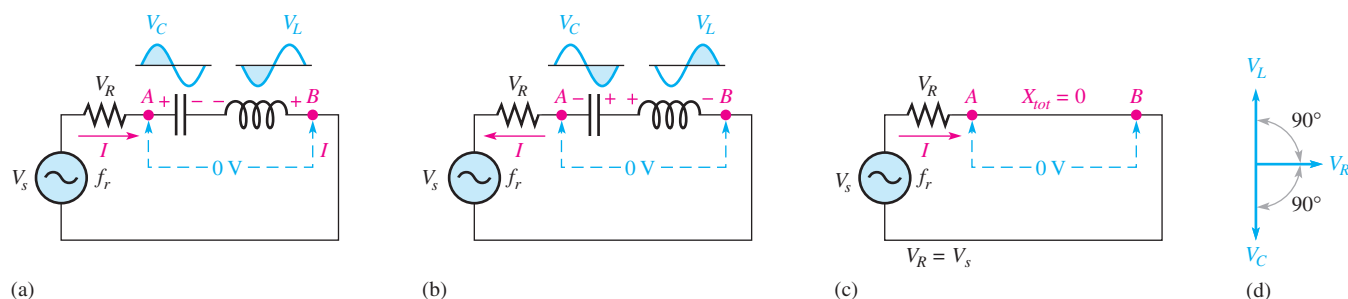 V_C V_L
V_R A + - - + B
I I
0 V
V_s f_r
(a)
V_C V_L
V_R A - + + - B
I
0 V
V_s f_r
(b)
V_R A X_tot = 0 B
I
0 V
V_s f_r
V_R = V_s
(c)
V_L
90°
V_R
90°
V_C
(d)